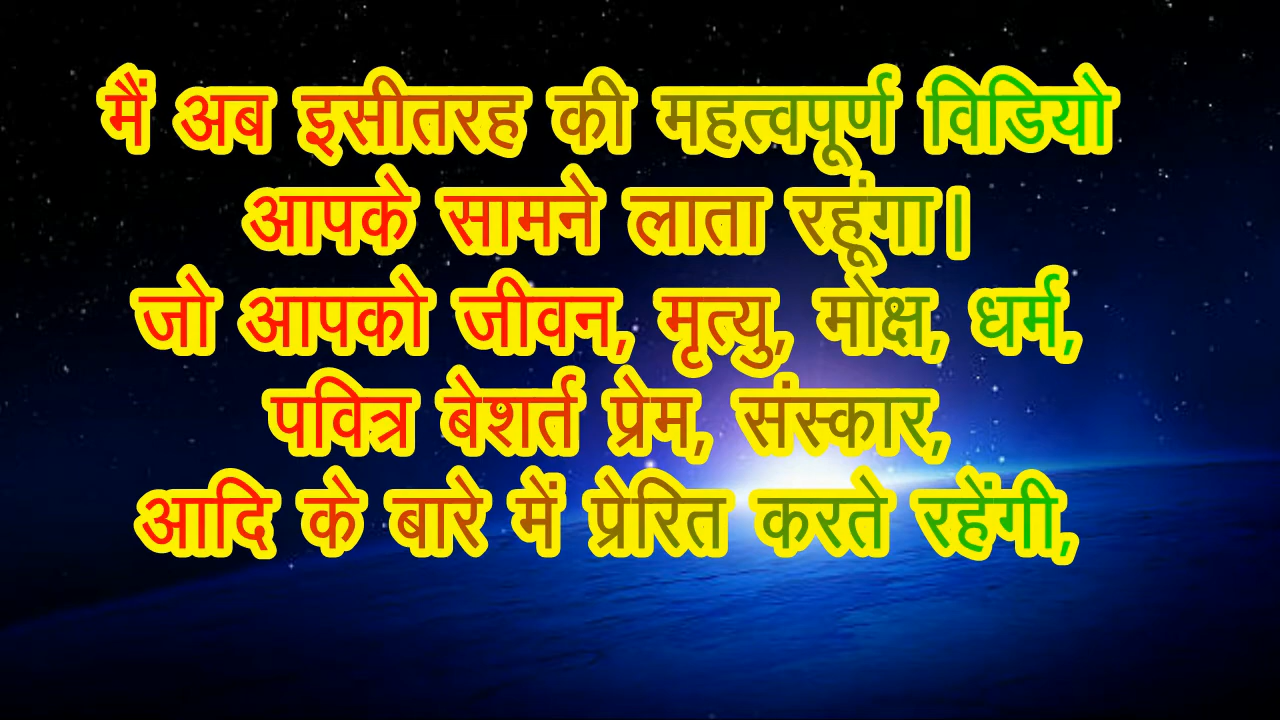 मैं अब इसीतरह की महत्वपूर्ण विडियो
आपके सामने लाता रहूंगा।
जो आपको जीवन, मृत्यु, मोक्ष, धर्म,
पवित्र बेशर्त प्रेम, संस्कार,
आदि के बारे में प्रेरित करते रहेंगी,